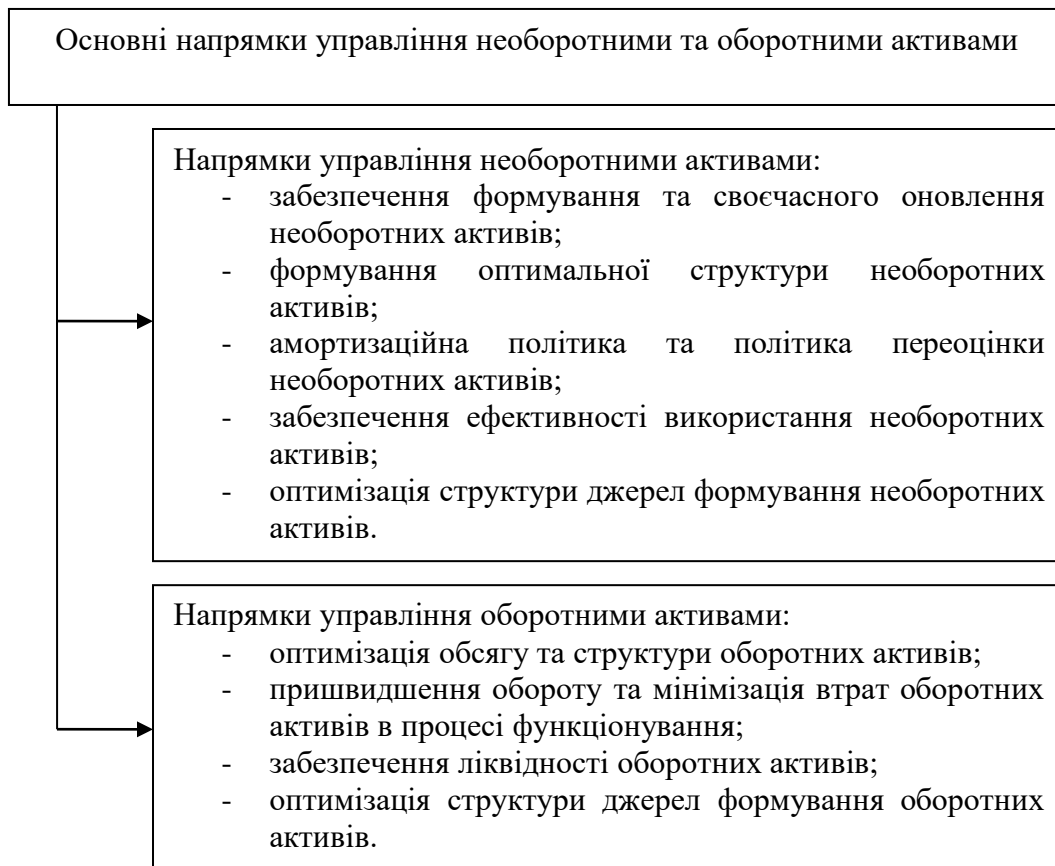 Основні напрямки управління необоротними та оборотними активами
Напрямки управління необоротними активами:
- забезпечення формування та своєчасного оновлення
необоротних активів;
- формування оптимальної структури необоротних
активів;
- амортизаційна політика та політика переоцінки
необоротних активів;
- забезпечення ефективності використання необоротних
активів;
- оптимізація структури джерел формування необоротних
активів.
Напрямки управління оборотними активами:
- оптимізація обсягу та структури оборотних активів;
- пришвидшення обороту та мінімізація втрат оборотних
активів в процесі функціонування;
- забезпечення ліквідності оборотних активів;
- оптимізація структури джерел формування оборотних
активів.